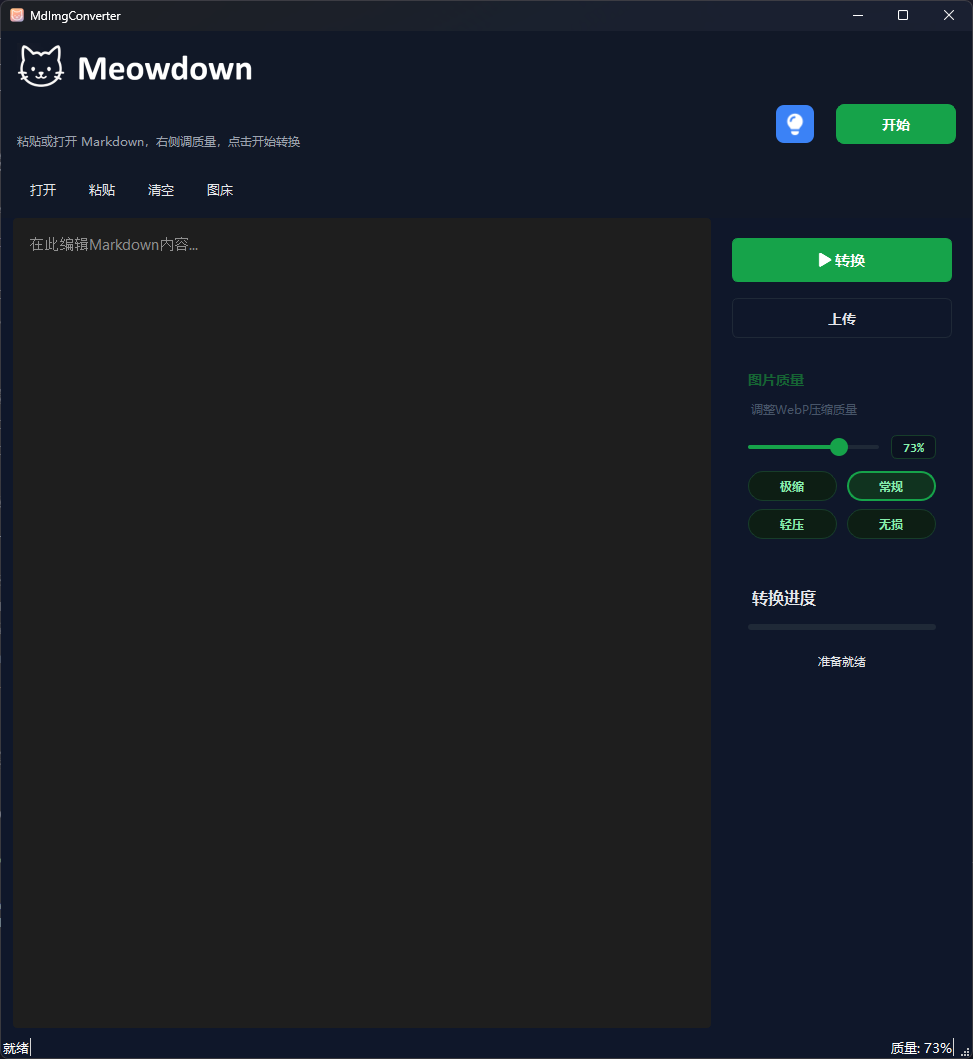 MdImgConverter
Meowdown
粘贴或打开 Markdown，右侧调质量，点击开始转换
开始
打开 粘贴 清空 图床
在此编辑Markdown内容...
转换
上传
图片质量
调整WebP压缩质量
73%
极缩 常规
轻压 无损
转换进度
准备就绪
就绪
质量: 73%